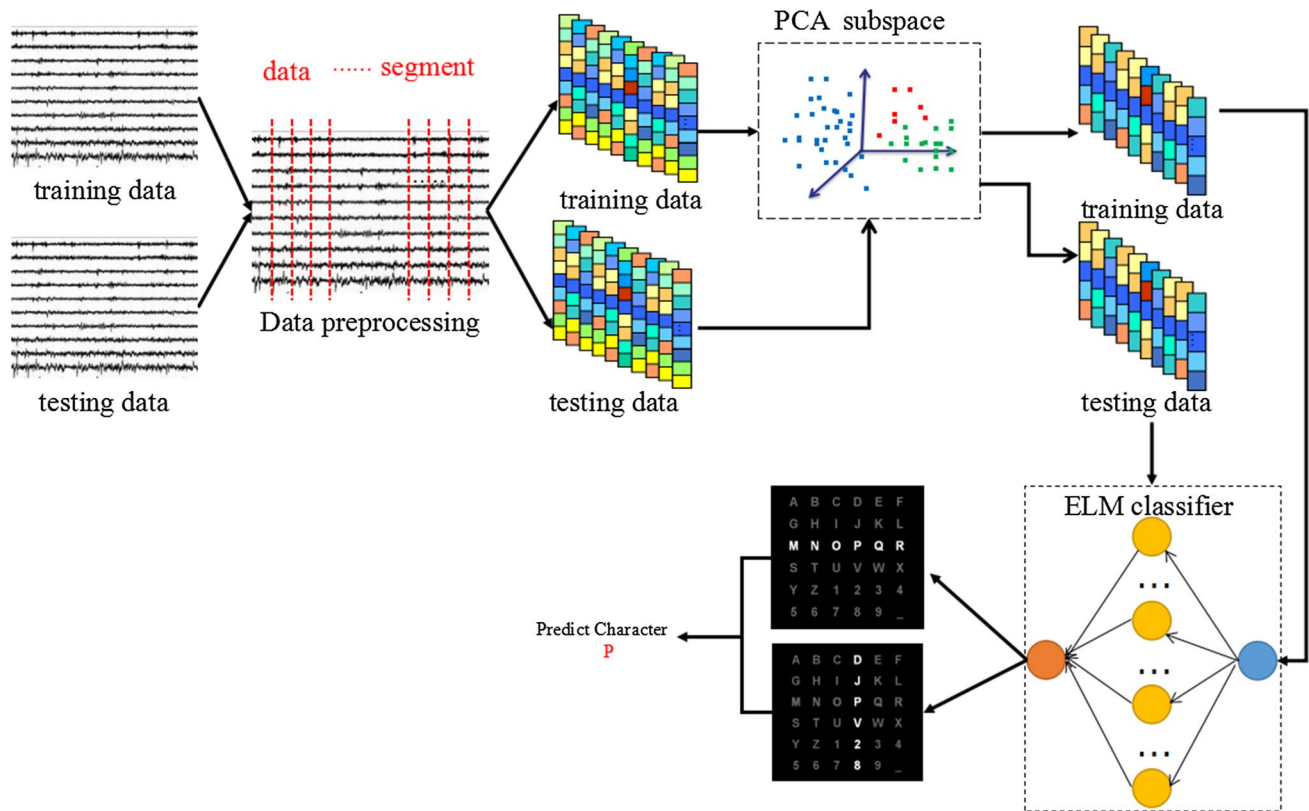 PCA subspace
data ...... segment
training data
training data
training data
......
Data preprocessing
testing data
testing data
testing data
ELM classifier
...
...
...
...
A B C D E F
G H I J K L
M N O P Q R
S T U V W X
Y Z 1 2 3 4
5 6 7 8 9 _
Predict Character
P
A B C D E F
G H I J K L
M N O P Q R
S T U V W X
Y Z 1 2 3 4
5 6 7 8 9 _